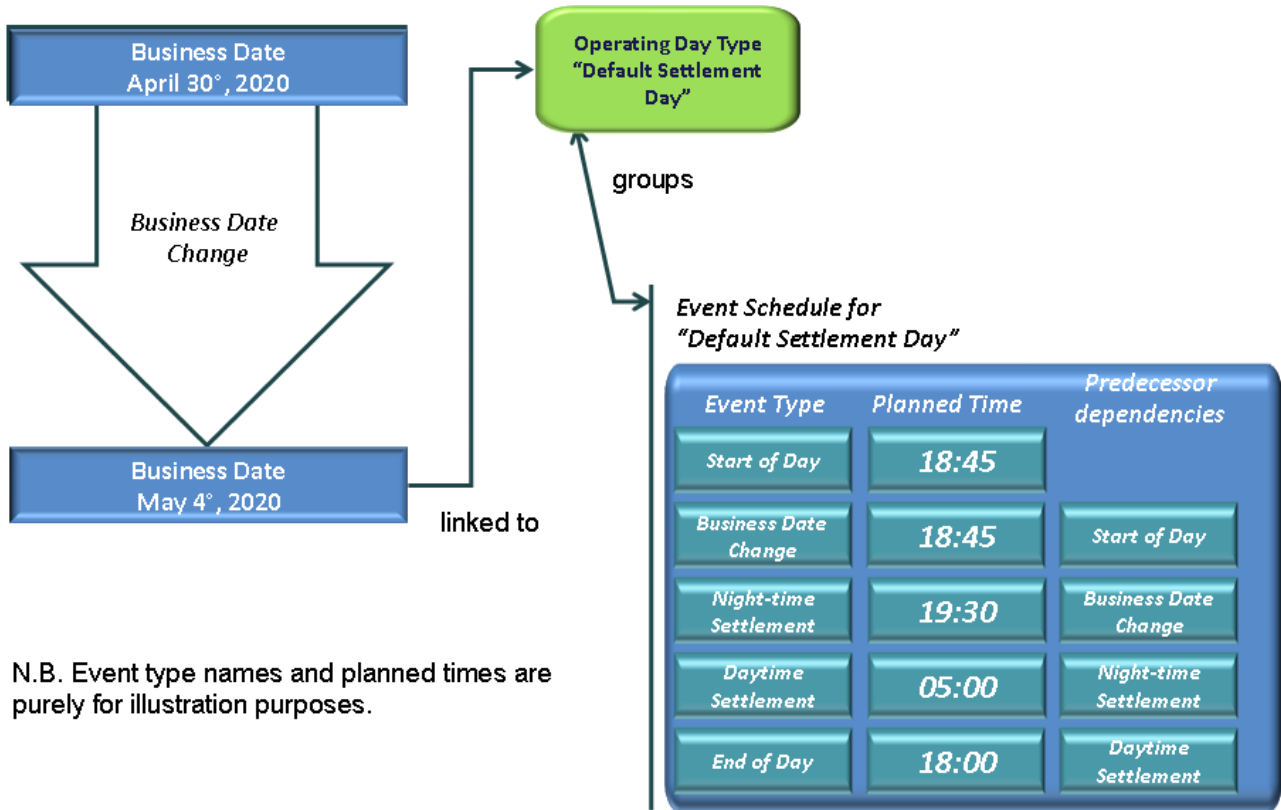 Business Date
April 30°, 2020
Business Date
Change
Business Date
May 4°, 2020
linked to
Operating Day Type
“Default Settlement
Day”
groups
Event Schedule for
“Default Settlement Day”
Event Type
Planned Time
Predecessor
dependencies
Start of Day
18:45
Business Date
Change
18:45
Start of Day
Night-time
Settlement
19:30
Business Date
Change
Daytime
Settlement
05:00
Night-time
Settlement
End of Day
18:00
Daytime
Settlement
N.B. Event type names and planned times are
purely for illustration purposes.